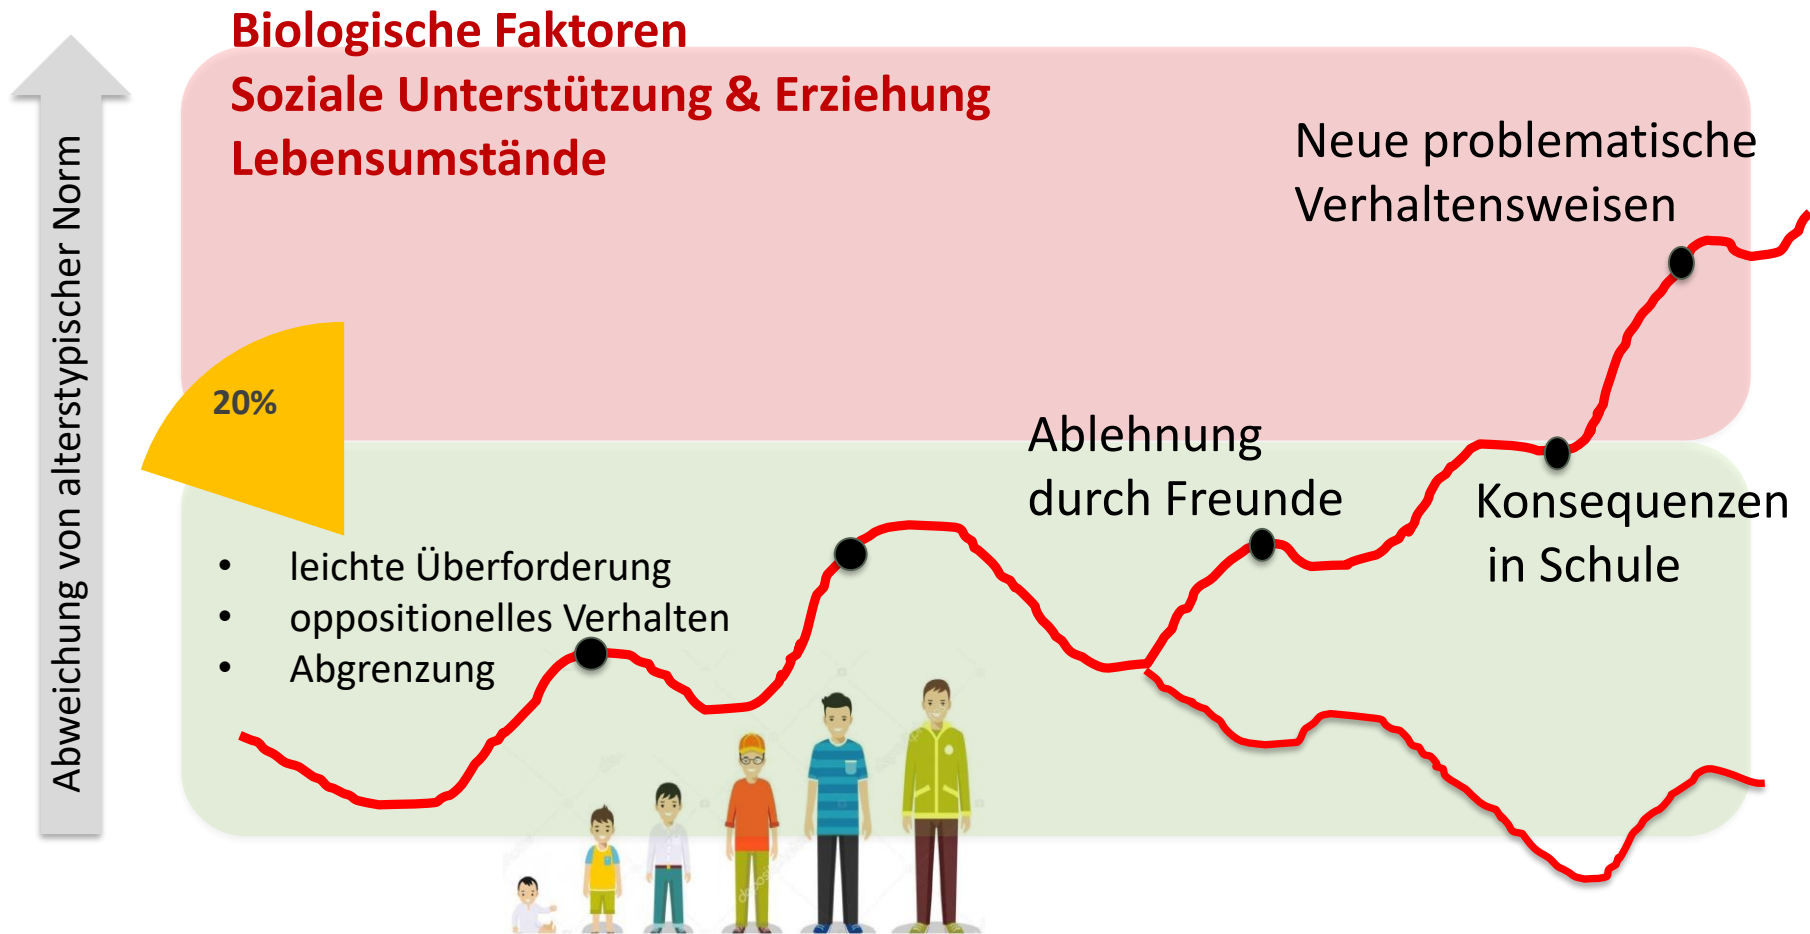 Biologische Faktoren
Soziale Unterstützung & Erziehung
Lebensumstände
Neue problematische
Verhaltensweisen
Abweichung von alterstypischer Norm
20%
Ablehnung
durch Freunde
Konsequenzen
in Schule
• leichte Überforderung
• oppositionelles Verhalten
• Abgrenzung